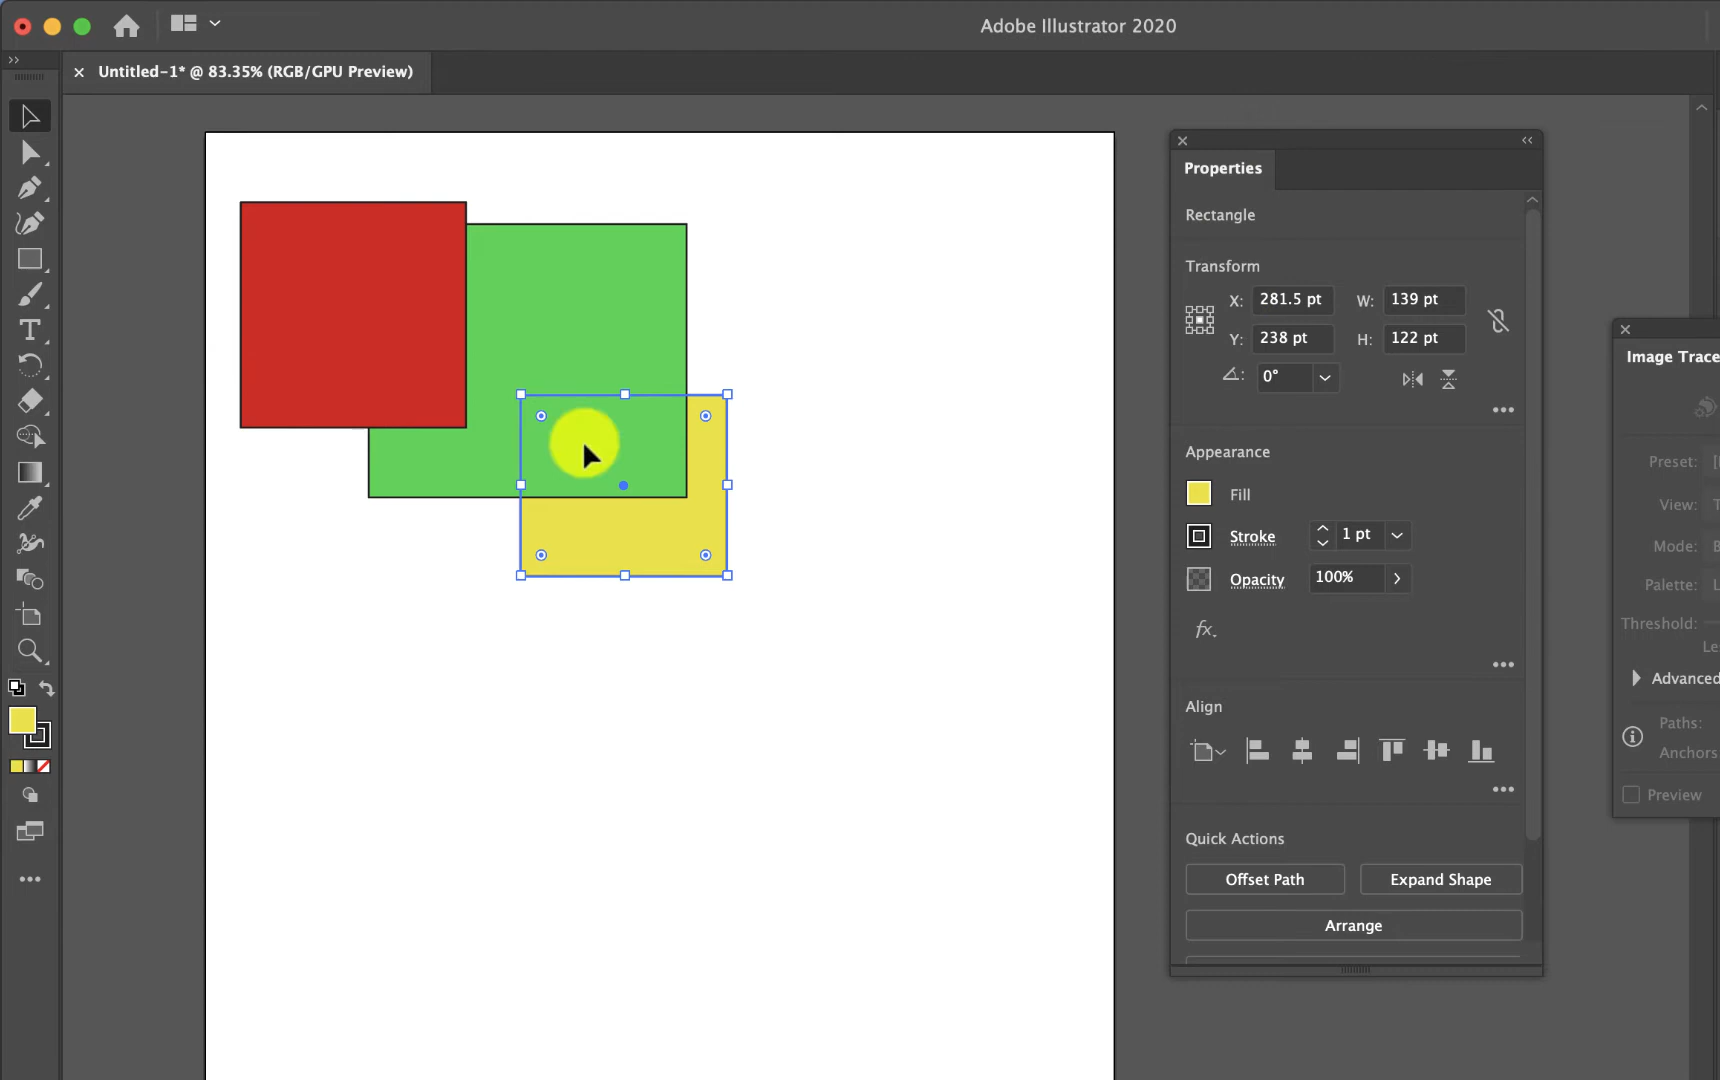 Adobe Illustrator 2020
Untitled-1* @ 83.35% (RGB/GPU Preview)
Properties
Rectangle
Transform
X: 281.5 pt W: 139 pt
Y: 238 pt H: 122 pt
0°
Appearance
Fill
Stroke 1 pt
Opacity 100%
fx.
Align
Quick Actions
Offset Path Expand Shape
Arrange
Image Trace
Preset:
View:
Mode:
Palette:
Threshold:
Le
Advanced
Paths:
Anchors
Preview